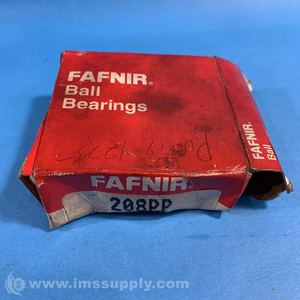 FAFNIR®
Ball
Bearings
FAFNIR®
Ball
FAFNIR®
208PP
© www.imssupply.com